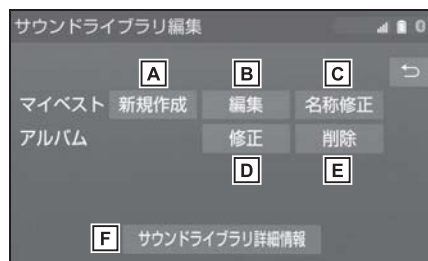 サウンドライブラリ編集 0
A B C
マイベスト 新規作成 編集 名称修正
アルバム 修正 削除
D E
F サウンドライブラリ詳細情報